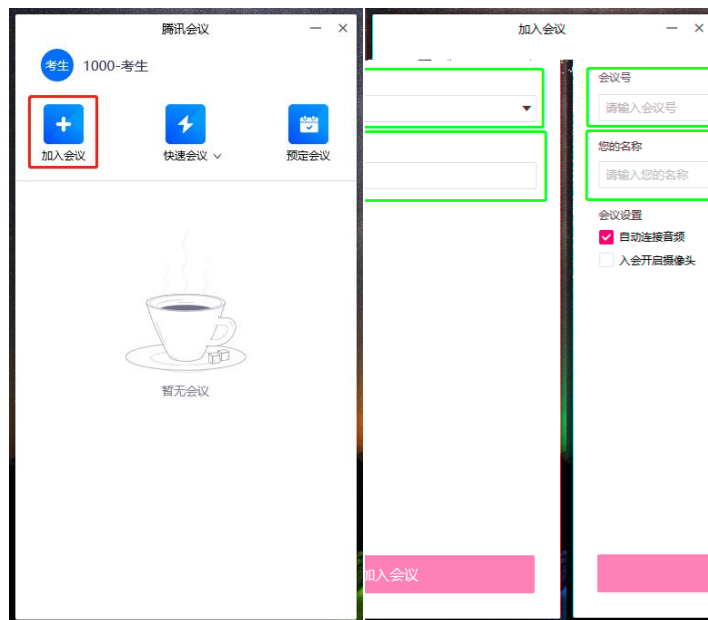 腾讯会议
考生 1000-考生
加入会议 快速会议 预定会议
暂无会议
加入会议
会议号
请输入会议号
您的名称
请输入您的名称
会议设置
自动连接音频
入会开启摄像头
加入会议